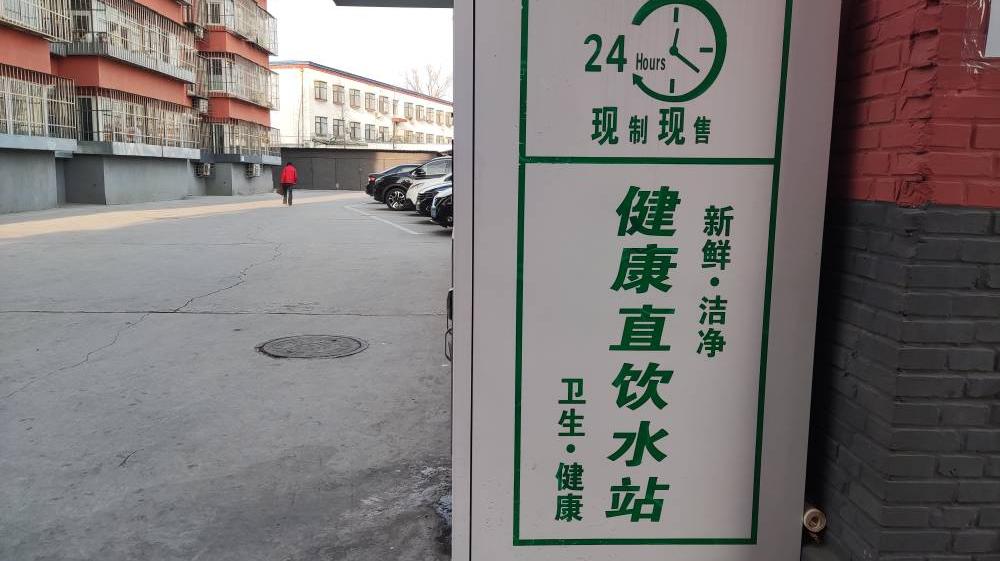 24 Hours
现制现售
新鲜·洁净
健康直饮水站
卫生·健康